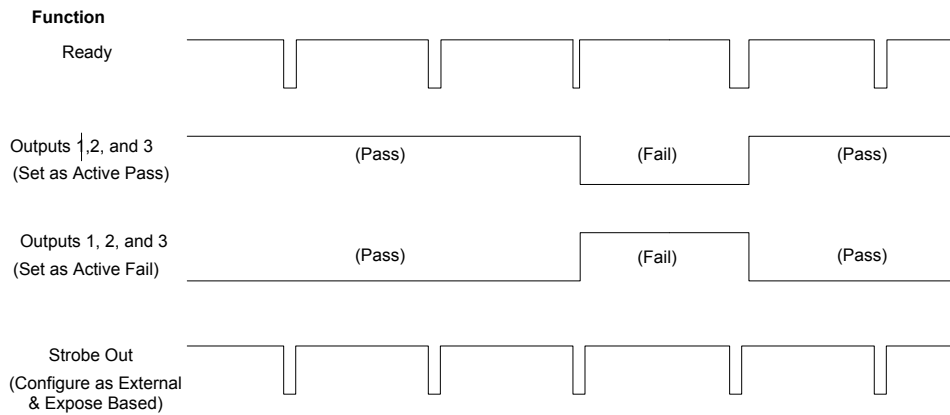 Function
Ready
Outputs 1,2, and 3
(Set as Active Pass)
(Pass) (Fail) (Pass)
Outputs 1, 2, and 3
(Set as Active Fail)
(Pass) (Fail) (Pass)
Strobe Out
(Configure as External
& Expose Based)